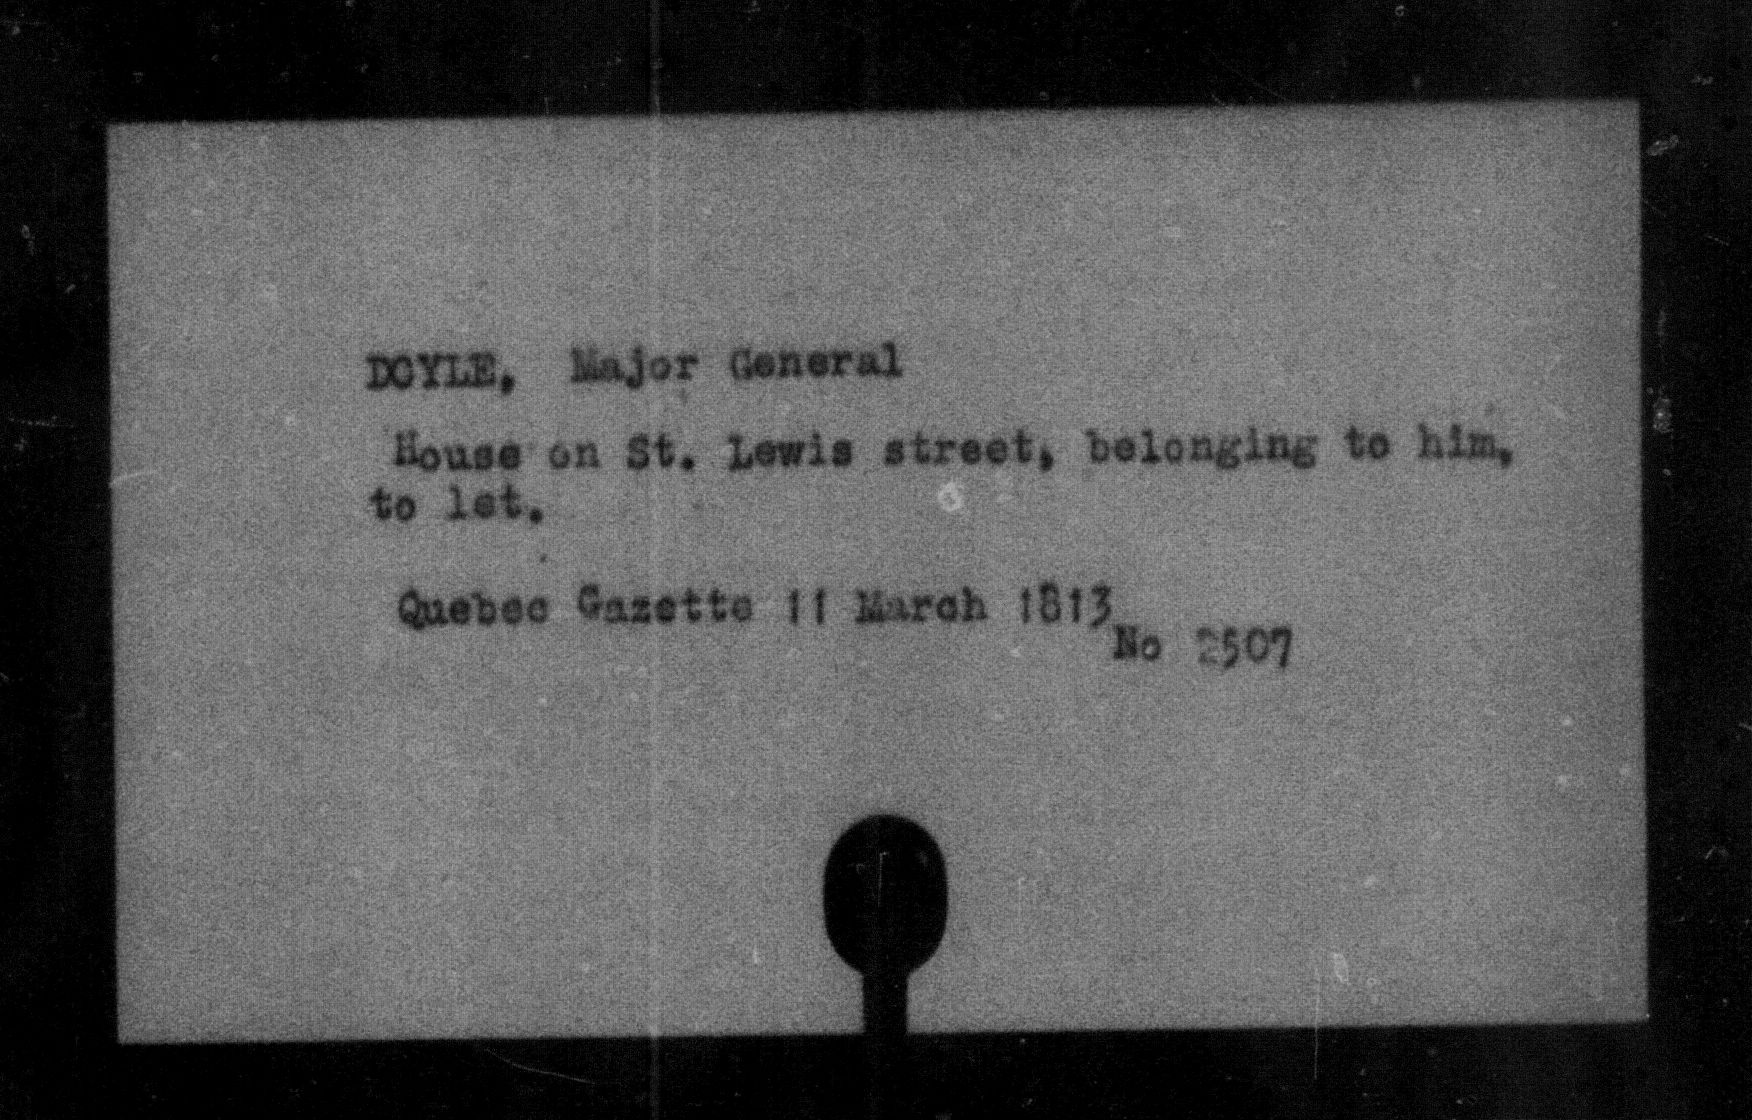 DOYLE, Major General
House on St. Lewis street, belonging to him,
to let.
Quebec Gazette 11 March 1813
No 2507